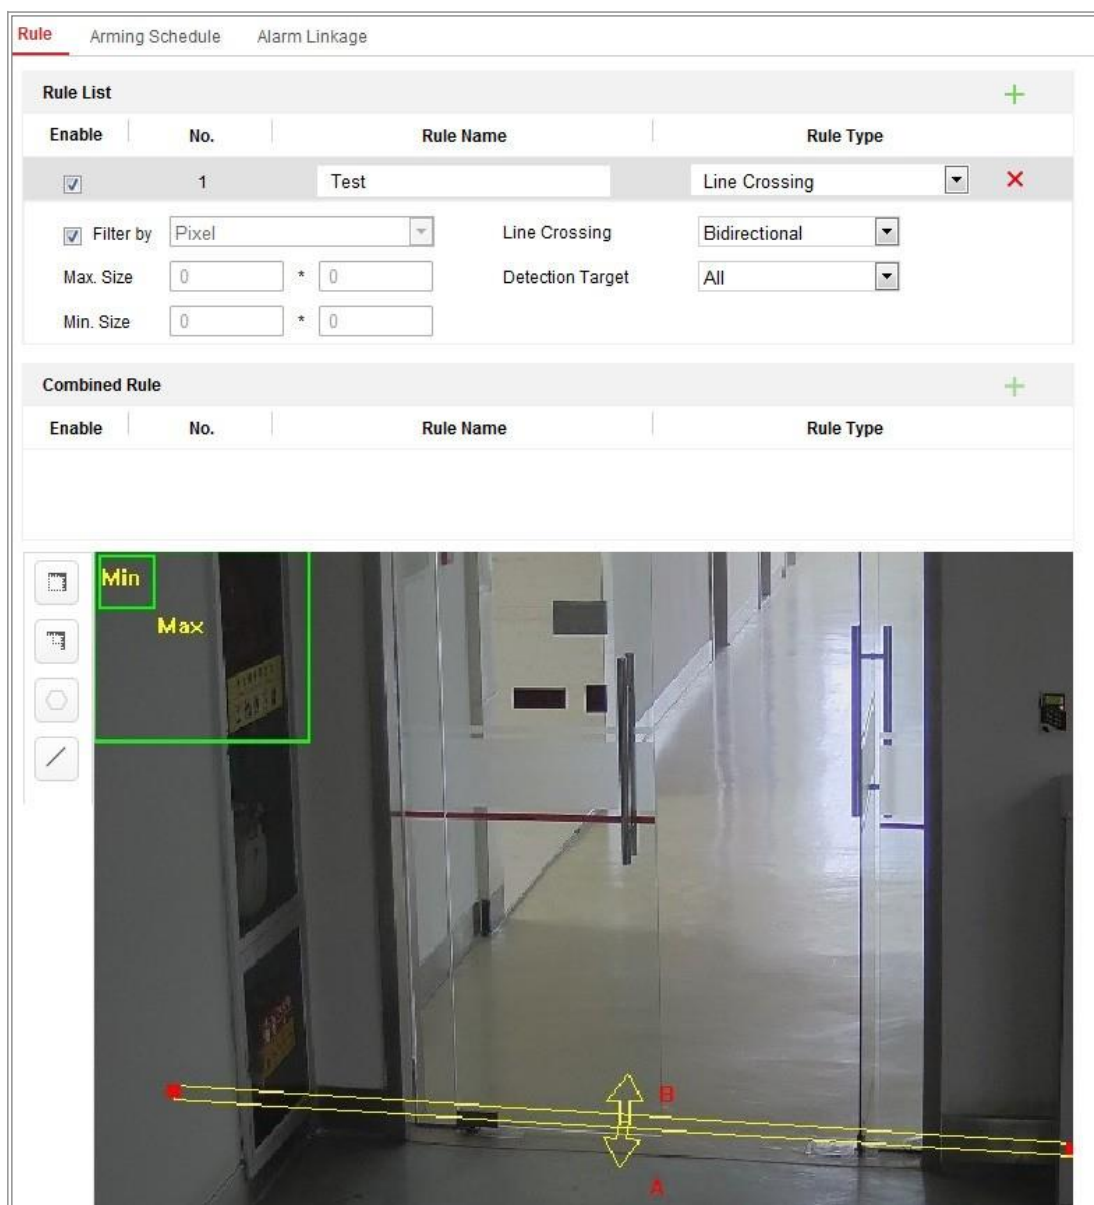 Rule Arming Schedule Alarm Linkage
Rule List
Enable No. Rule Name Rule Type
1 Test Line Crossing
Filter by Pixel Line Crossing Bidirectional
Max. Size 0 * 0 Detection Target All
Min. Size 0 * 0
Combined Rule
Enable No. Rule Name Rule Type
Min
Max
B
A